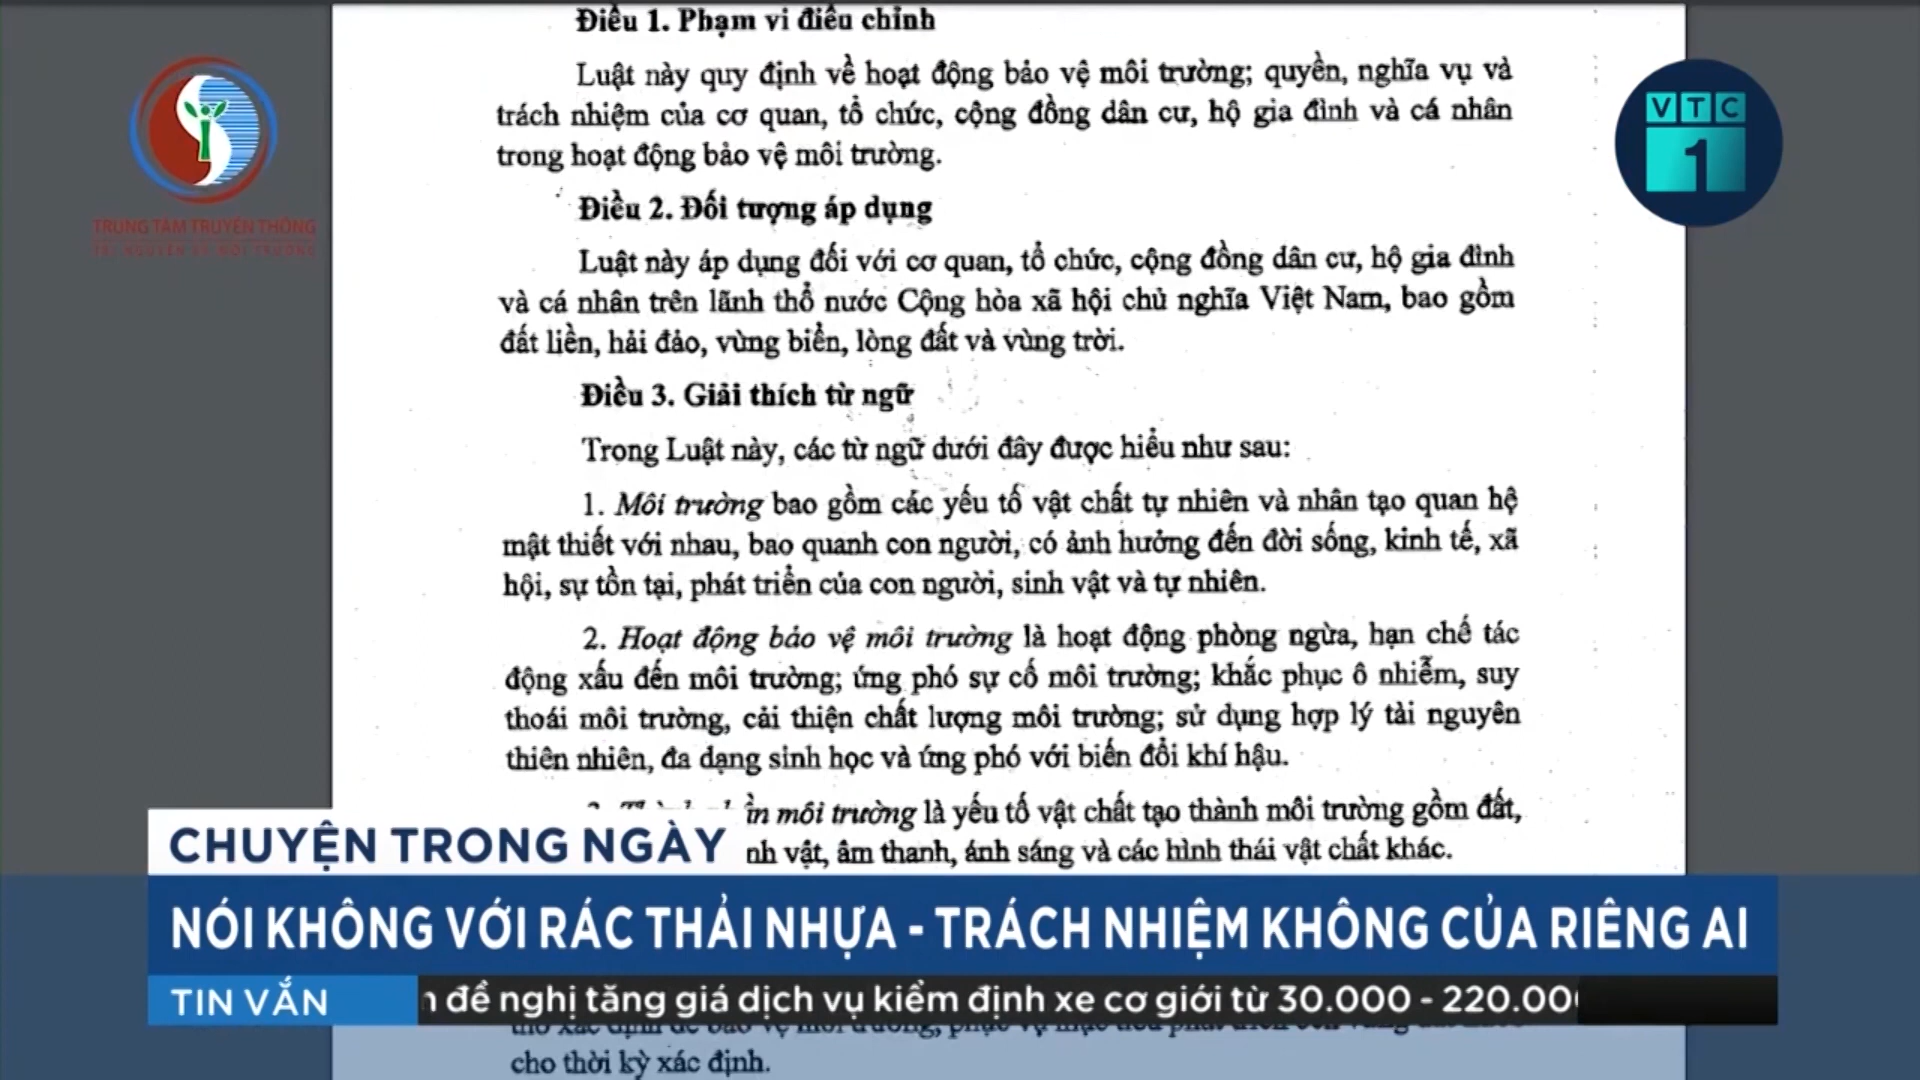 Điều 1. Phạm vi điều chỉnh
Luật này quy định về hoạt động bảo vệ môi trường; quyền, nghĩa vụ và
trách nhiệm của cơ quan, tổ chức, cộng đồng dân cư, hộ gia đình và cá nhân
trong hoạt động bảo vệ môi trường.
TRUNG TÂM TRUYỀN THÔNG
TÀI NGUYÊN VÀ MÔI TRƯỜNG
VTC
1
Điều 2. Đối tượng áp dụng
Luật này áp dụng đối với cơ quan, tổ chức, cộng đồng dân cư, hộ gia đình
và cá nhân trên lãnh thổ nước Cộng hòa xã hội chủ nghĩa Việt Nam, bao gồm
đất liền, hải đảo, vùng biển, lòng đất và vùng trời.
Điều 3. Giải thích từ ngữ
Trong Luật này, các từ ngữ dưới đây được hiểu như sau:
1. Môi trường bao gồm các yếu tố vật chất tự nhiên và nhân tạo quan hệ
mật thiết với nhau, bao quanh con người, có ảnh hưởng đến đời sống, kinh tế, xã
hội, sự tồn tại, phát triển của con người, sinh vật và tự nhiên.
2. Hoạt động bảo vệ môi trường là hoạt động phòng ngừa, hạn chế tác
động xấu đến môi trường; ứng phó sự cố môi trường; khắc phục ô nhiễm, suy
thoái môi trường, cải thiện chất lượng môi trường; sử dụng hợp lý tài nguyên
thiên nhiên, đa dạng sinh học và ứng phó với biến đổi khí hậu.
môi trường là yếu tố vật chất tạo thành môi trường gồm đất,
vật, âm thanh, ánh sáng và các hình thái vật chất khác.
CHUYỆN TRONG NGÀY
NÓI KHÔNG VỚI RÁC THẢI NHỰA - TRÁCH NHIỆM KHÔNG CỦA RIÊNG AI
TIN VẮN
đề nghị tăng giá dịch vụ kiểm định xe cơ giới từ 30.000 - 220.00
cho thời kỳ xác định.